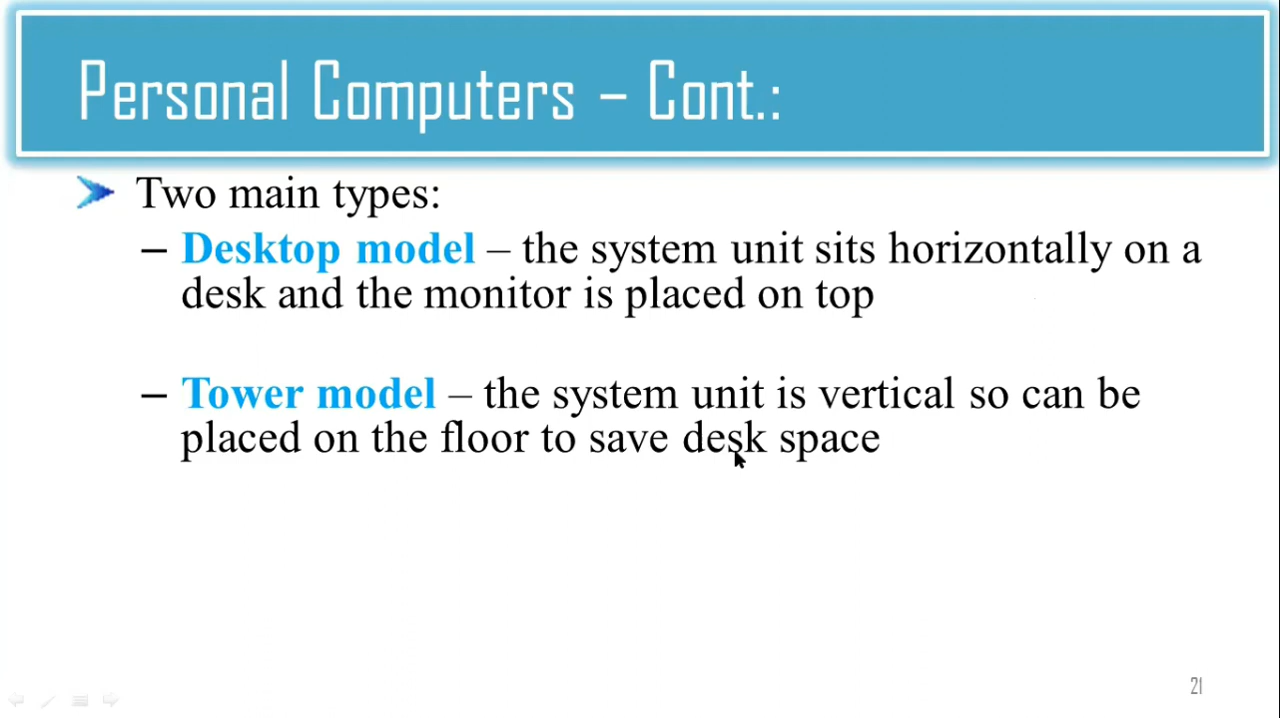 Personal Computers – Cont.:
Two main types:
– Desktop model – the system unit sits horizontally on a
desk and the monitor is placed on top
– Tower model – the system unit is vertical so can be
placed on the floor to save desk space
21